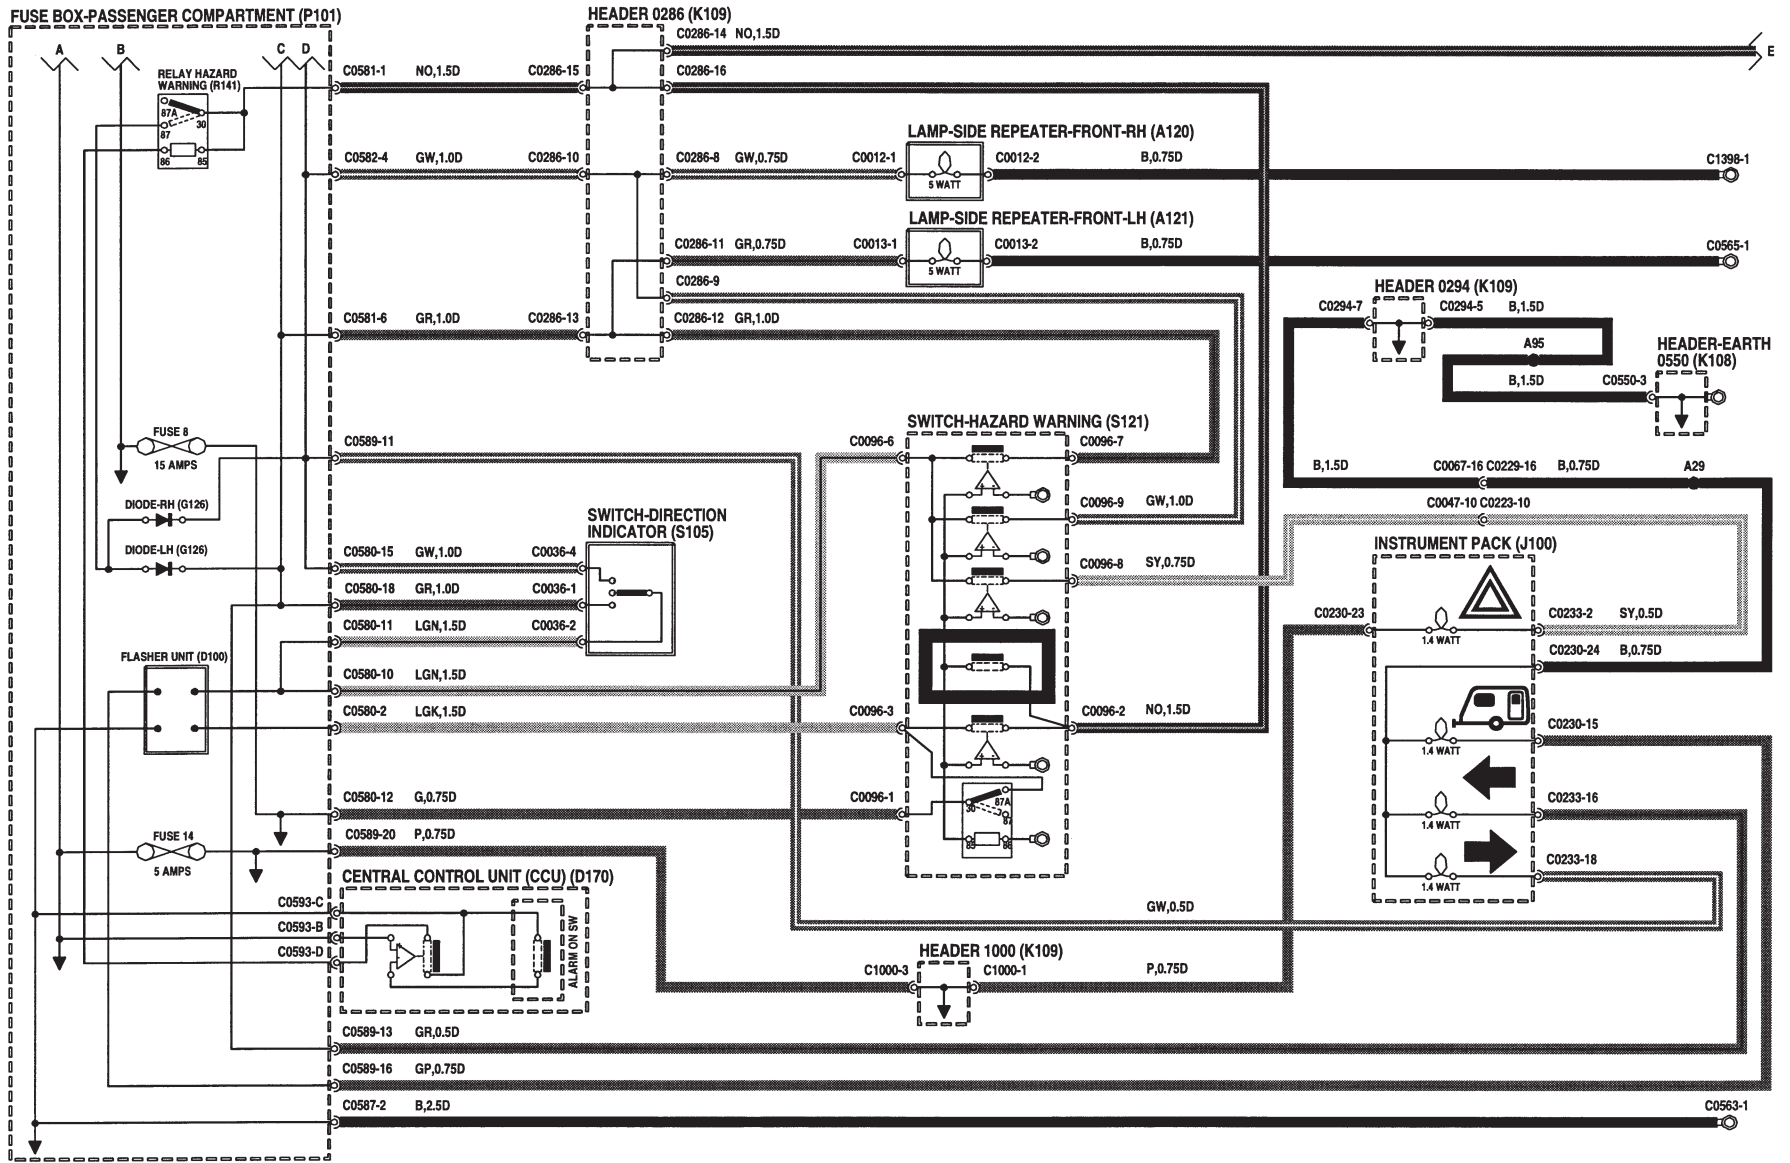 FUSE BOX-PASSENGER COMPARTMENT (P101)
HEADER 0286 (K109)
A
B
C
D
RELAY HAZARD
WARNING (R141)
87A
30
87
86
85
C0581-1
NO,1.5D
C0286-15
C0286-14
NO,1.5D
E
C0286-16
C0582-4
GW,1.0D
C0286-10
C0286-8
GW,0.75D
C0012-1
LAMP-SIDE REPEATER-FRONT-RH (A120)
5 WATT
C0012-2
B,0.75D
C1398-1
LAMP-SIDE REPEATER-FRONT-LH (A121)
C0286-11
GR,0.75D
C0013-1
5 WATT
C0013-2
B,0.75D
C0565-1
C0286-9
C0581-6
GR,1.0D
C0286-13
C0286-12
GR,1.0D
HEADER 0294 (K109)
C0294-7
C0294-5
B,1.5D
A95
HEADER-EARTH
0550 (K108)
B,1.5D
C0550-3
FUSE 8
15 AMPS
C0589-11
SWITCH-HAZARD WARNING (S121)
C0096-6
C0096-7
B,1.5D
C0067-16
C0229-16
B,0.75D
A29
C0096-9
GW,1.0D
C0047-10
C0223-10
DIODE-RH (G126)
DIODE-LH (G126)
SWITCH-DIRECTION
INDICATOR (S105)
C0580-15
GW,1.0D
C0036-4
C0580-18
GR,1.0D
C0036-1
C0580-11
LGN,1.5D
C0036-2
C0096-8
SY,0.75D
INSTRUMENT PACK (J100)
C0230-23
1.4 WATT
C0233-2
SY,0.5D
C0230-24
B,0.75D
FLASHER UNIT (D100)
C0580-10
LGN,1.5D
C0580-2
LGK,1.5D
C0096-3
C0096-2
NO,1.5D
1.4 WATT
C0230-15
C0580-12
G,0.75D
C0096-1
30
87A
87
85
86
1.4 WATT
C0233-16
C0589-20
P,0.75D
FUSE 14
5 AMPS
1.4 WATT
C0233-18
CENTRAL CONTROL UNIT (CCU) (D170)
C0593-C
C0593-B
C0593-D
ALARM ON SW
GW,0.5D
HEADER 1000 (K109)
C1000-3
C1000-1
P,0.75D
C0589-13
GR,0.5D
C0589-16
GP,0.75D
C0587-2
B,2.5D
C0563-1